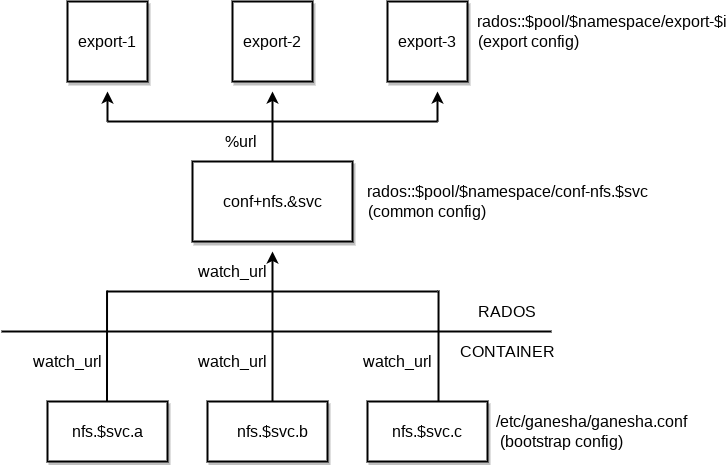 export-1
export-2
export-3
rados::$pool/$namespace/export-$i
(export config)
%url
conf+nfs.&svc
rados::$pool/$namespace/conf-nfs.$svc
(common config)
watch_url
RADOS
CONTAINER
watch_url
watch_url
watch_url
nfs.$svc.a
nfs.$svc.b
nfs.$svc.c
/etc/ganesha/ganesha.conf
(bootstrap config)